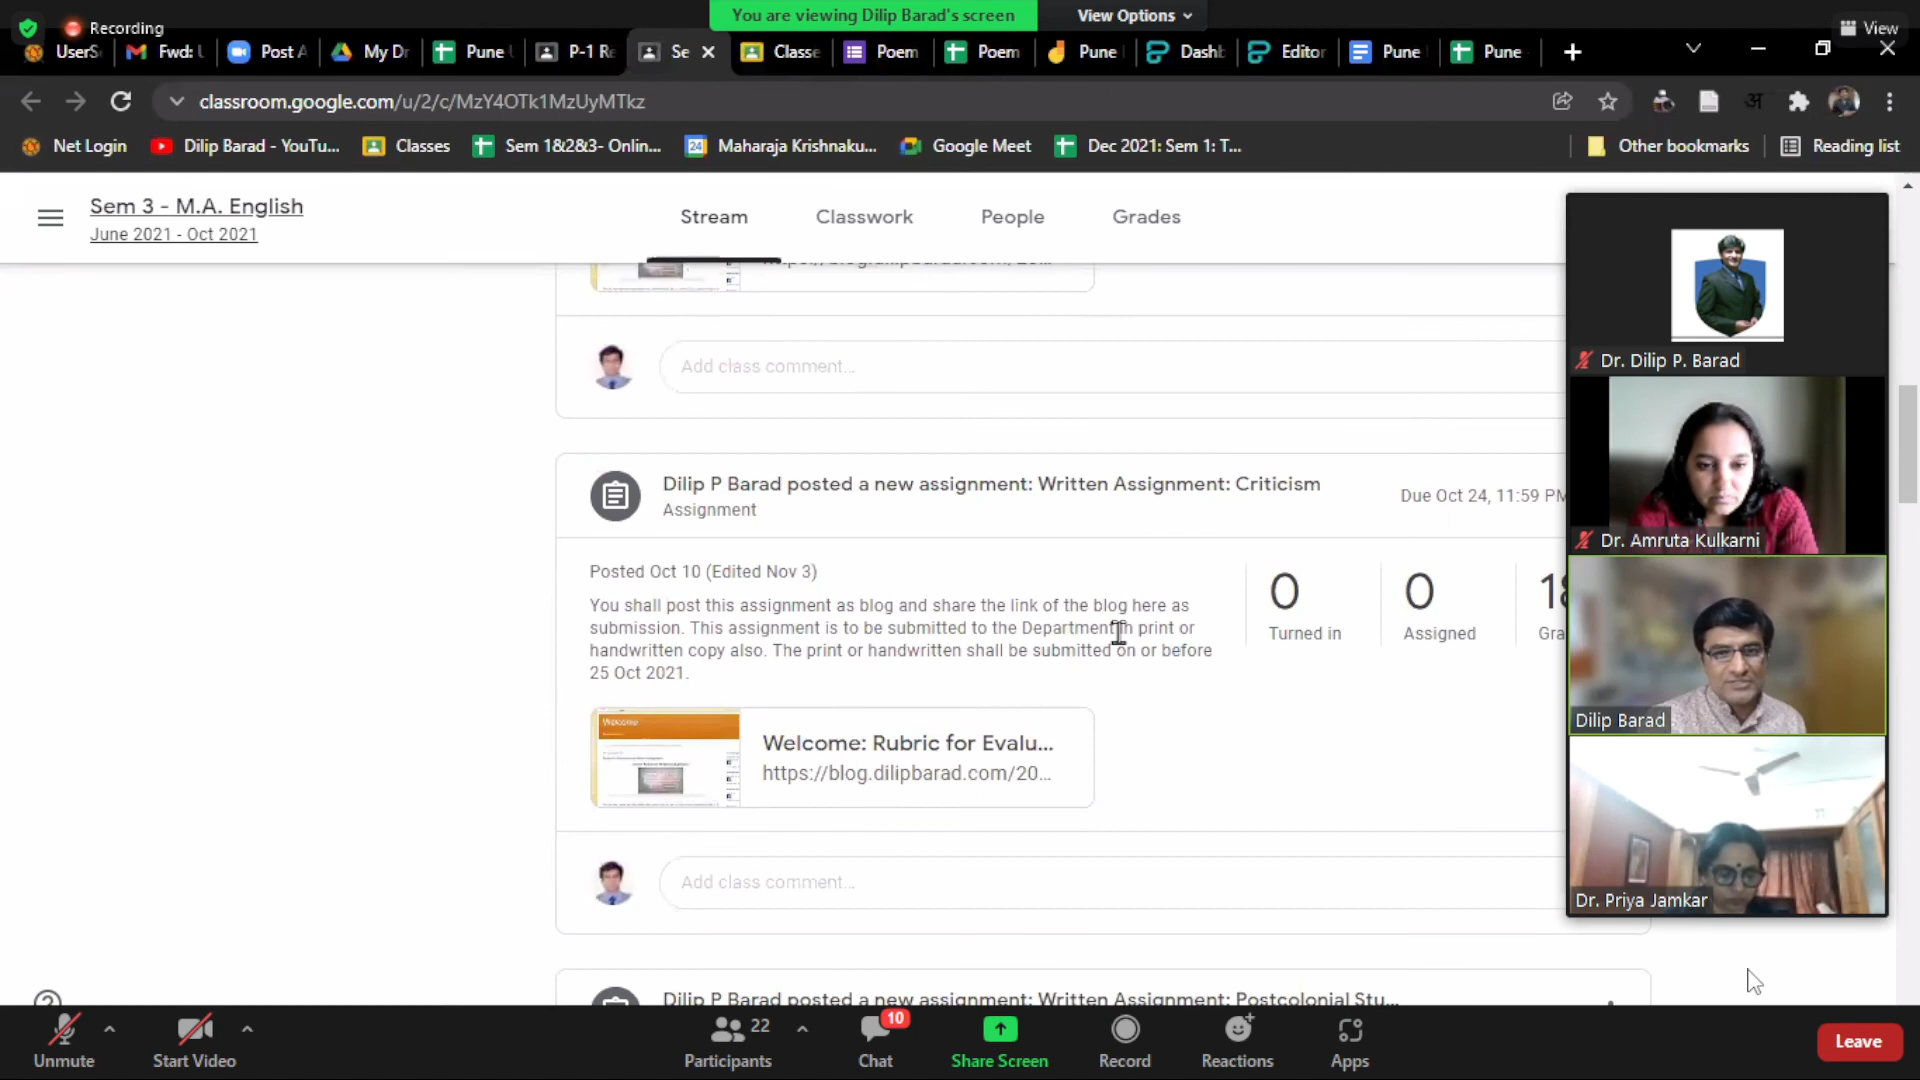 Recording
You are viewing Dilip Barad's screen
View Options
View
UserS
Fwd:
Post A
My Dr
Pune
P-1 Re
Se
Classe
Poem
Poem
Pune
Dashb
Editor
Pune
Pune
classroom.google.com/u/2/c/MzY4OTk1MzUyMTkz
Net Login
Dilip Barad - YouTu...
Classes
Sem 1&2&3- Onlin...
24
Maharaja Krishnaku...
Google Meet
Dec 2021: Sem 1: T...
Other bookmarks
Reading list
Sem 3 - M.A. English
June 2021 - Oct 2021
Stream
Classwork
People
Grades
Add class comment...
Dilip P Barad posted a new assignment: Written Assignment: Criticism
Assignment
Due Oct 24, 11:59 PM
Posted Oct 10 (Edited Nov 3)
You shall post this assignment as blog and share the link of the blog here as
submission. This assignment is to be submitted to the Department in print or
handwritten copy also. The print or handwritten shall be submitted on or before
25 Oct 2021.
0
Turned in
0
Assigned
18
Gra
Welcome
Welcome: Rubric for Evalu...
https://blog.dilipbarad.com/20...
Add class comment...
Dilip P Barad posted a new assignment: Written Assignment: Postcolonial Stu...
Dr. Dilip P. Barad
Dr. Amruta Kulkarni
Dilip Barad
Dr. Priya Jamkar
Unmute
Start Video
22
Participants
10
Chat
Share Screen
Record
Reactions
Apps
Leave